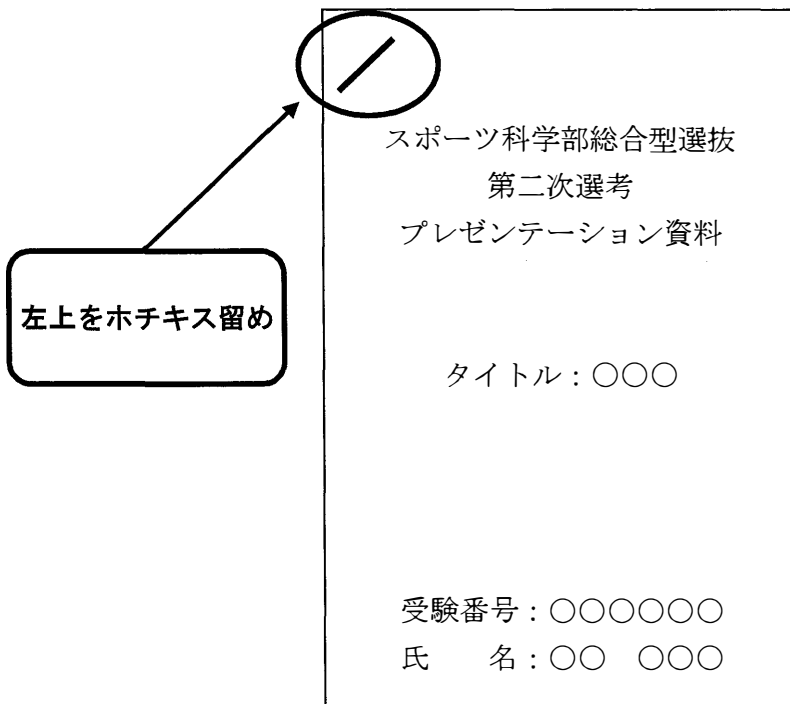 スポーツ科学部総合型選抜
第二次選考
プレゼンテーション資料
左上をホチキス留め
タイトル：○○○
受験番号：○○○○○○
氏　　名：○○　○○○